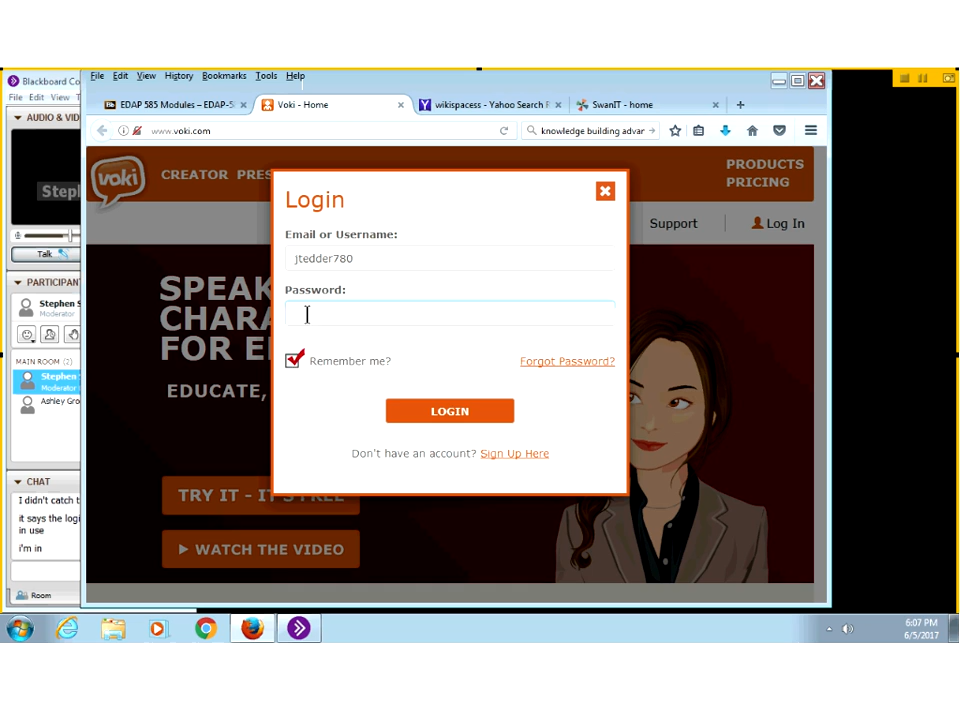 Blackboard Co
File Edit View T
AUDIO & VID
Steph
Talk
PARTICIPAN
Stephen S
Moderator
MAIN ROOM (2)
Stephen S
Moderator
Ashley Gro
CHAT
I didn't catch t
it says the logi
in use
i'm in
Room
File Edit View History Bookmarks Tools Help
Bb EDAP 585 Modules – EDAP-5
Voki - Home
wikispacess - Yahoo Search R
SwanIT - home
www.voki.com
knowledge building advar
voki
CREATOR PRES
PRODUCTS
PRICING
Support
Log In
SPEAK
CHARA
FOR E
EDUCATE,
TRY IT - IT'S FREE
WATCH THE VIDEO
Login
Email or Username:
jtedder780
Password:
Remember me?
Forgot Password?
LOGIN
Don't have an account? Sign Up Here
6:07 PM
6/5/2017